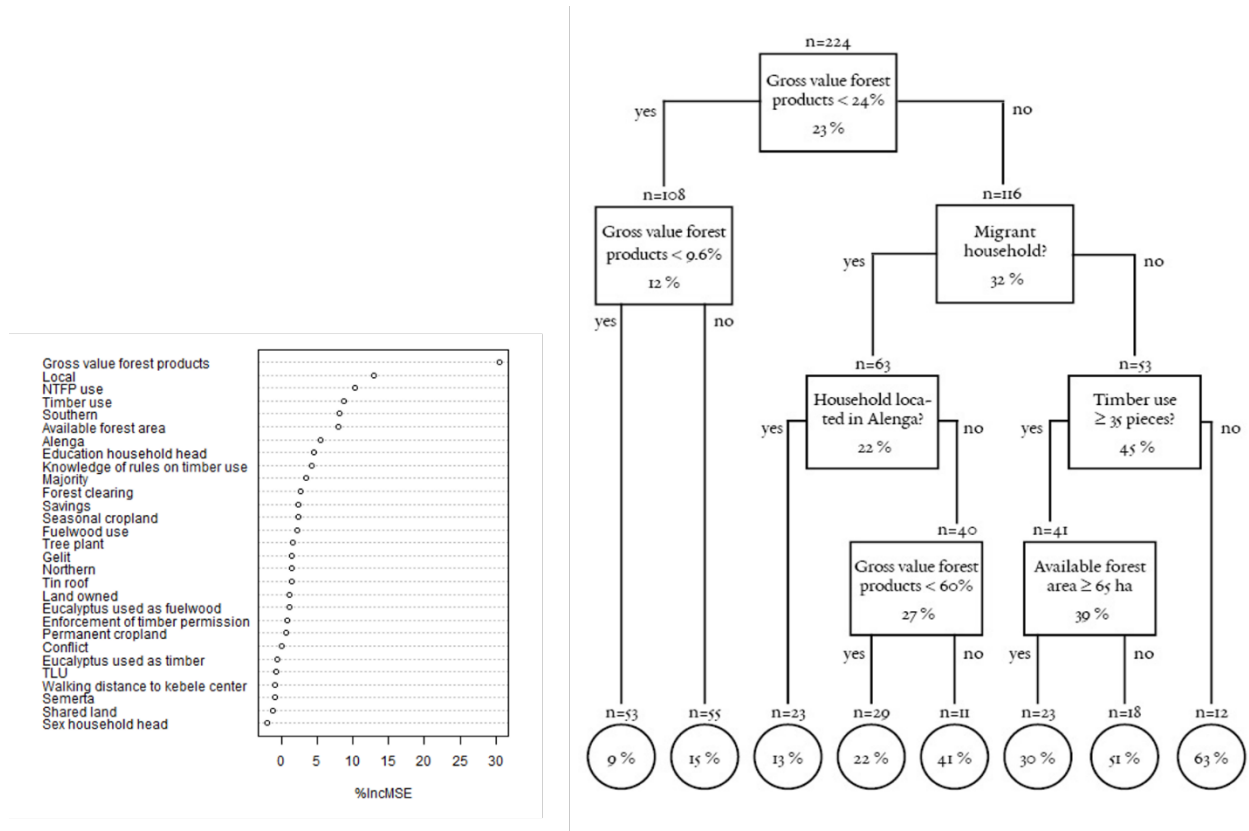 Gross value forest products
Local
NTFP use
Timber use
Southern
Available forest area
Alenga
Education household head
Knowledge of rules on timber use
Majority
Forest clearing
Savings
Seasonal cropland
Fuelwood use
Tree plant
Gelit
Northern
Tin roof
Land owned
Eucalyptus used as fuelwood
Enforcement of timber permission
Permanent cropland
Conflict
Eucalyptus used as timber
TLU
Walking distance to kebele center
Semerta
Shared land
Sex household head
0 5 10 15 20 25 30
%IncMSE
n=224
Gross value forest
products < 24%
23 %
yes
no
n=108
Gross value forest
products < 9.6%
12 %
yes
no
n=116
Migrant
household?
32 %
yes
no
n=63
Household loca-
ted in Alenga?
22 %
yes
no
n=53
Timber use
≥ 35 pieces?
45 %
yes
no
n=40
Gross value forest
products < 60%
27 %
yes
no
n=41
Available forest
area ≥ 65 ha
39 %
yes
no
n=53 n=55 n=23 n=29 n=11 n=23 n=18 n=12
9 % 15 % 13 % 22 % 41 % 30 % 51 % 63 %